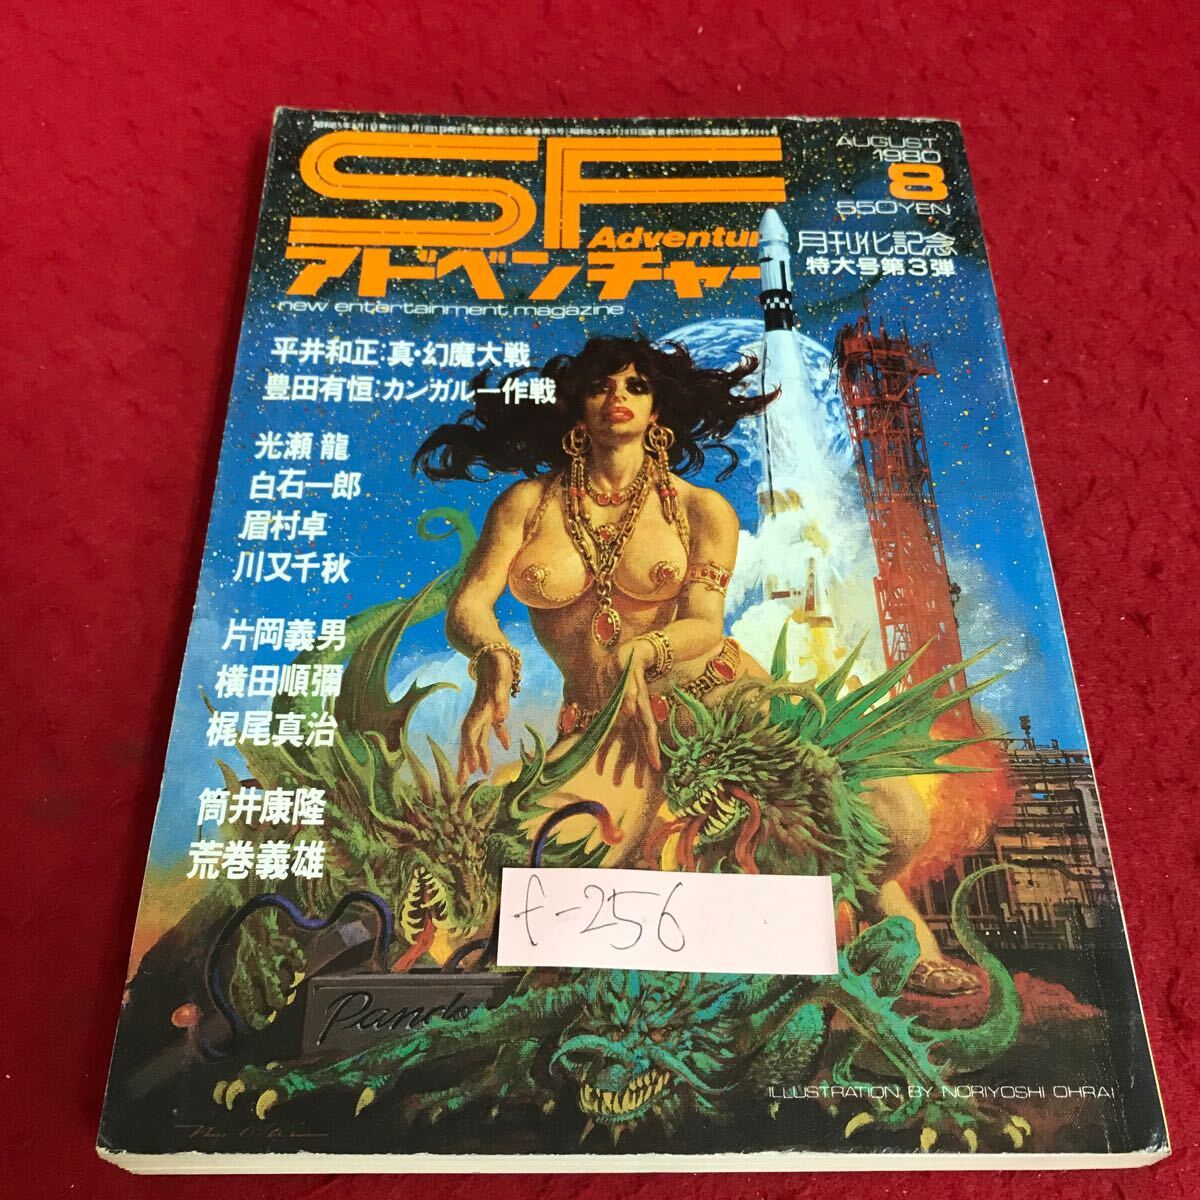 SF
Adventur
アドベンチャー
new entertainment magazine
AUGUST
1980
8
550YEN
月刊化記念
特大号第3弾
平井和正:真・幻魔大戦
豊田有恒:カンガルー作戦
光瀬 龍
白石一郎
眉村卓
川又千秋
片岡義男
横田順彌
梶尾真治
筒井康隆
荒巻義雄
f-256
Pando
ILLUSTRATION BY NORIYOSHI OHRAI